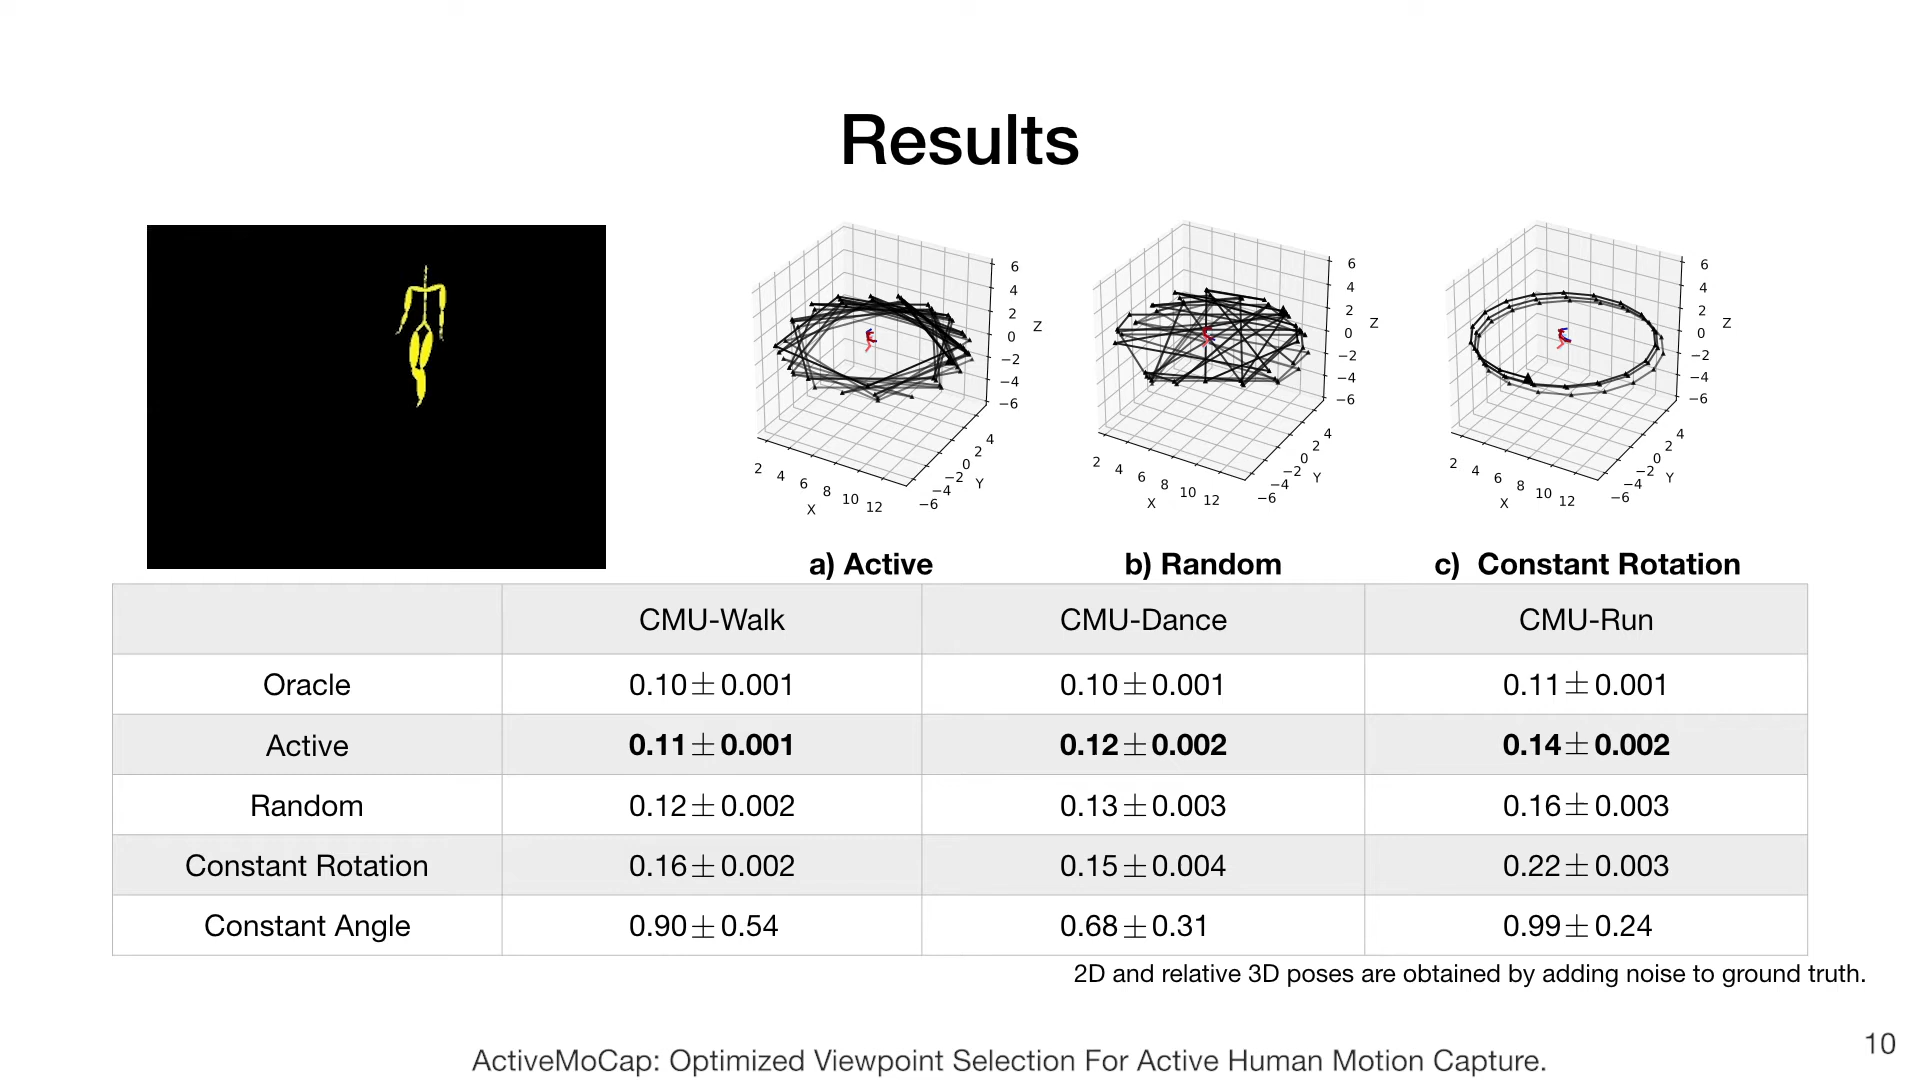 Results
6
4
2
0
−2
−4
−6
Z
4
2
0
−2
−4
−6
Y
2
4
6
8
10
12
X
6
4
2
0
−2
−4
−6
Z
4
2
0
−2
−4
−6
Y
2
4
6
8
10
12
X
6
4
2
0
−2
−4
−6
Z
4
2
0
−2
−4
−6
Y
2
4
6
8
10
12
X
a) Active
b) Random
c) Constant Rotation
CMU-Walk CMU-Dance CMU-Run
Oracle 0.10±0.001 0.10±0.001 0.11±0.001
Active 0.11±0.001 0.12±0.002 0.14±0.002
Random 0.12±0.002 0.13±0.003 0.16±0.003
Constant Rotation 0.16±0.002 0.15±0.004 0.22±0.003
Constant Angle 0.90±0.54 0.68±0.31 0.99±0.24
2D and relative 3D poses are obtained by adding noise to ground truth.
10
ActiveMoCap: Optimized Viewpoint Selection For Active Human Motion Capture.